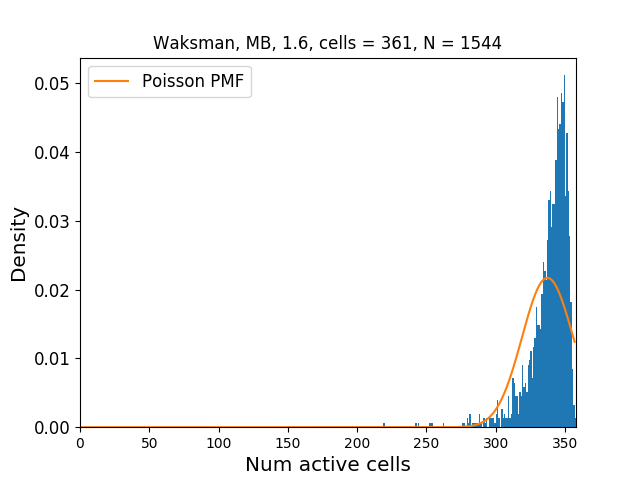 Waksman, MB, 1.6, cells = 361, N = 1544
Poisson PMF
Density
0.05
0.04
0.03
0.02
0.01
0.00
0 50 100 150 200 250 300 350
Num active cells